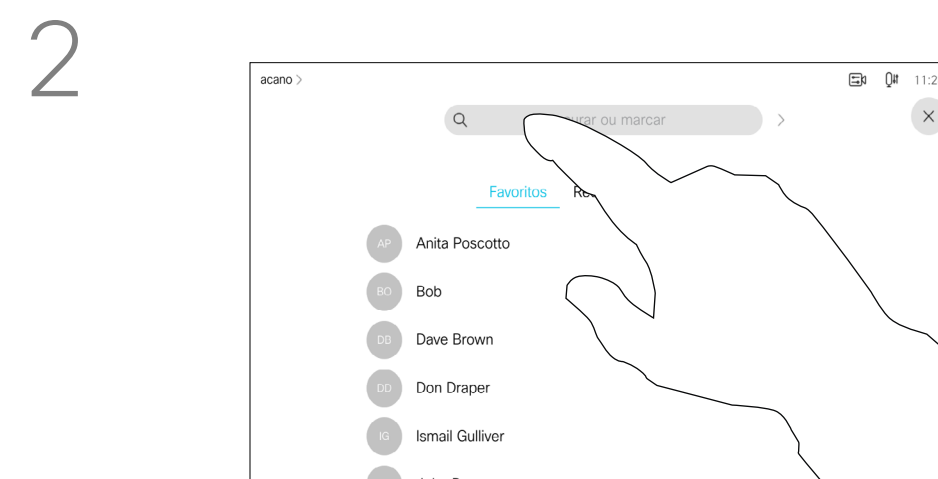 2
acano >
11:2
urar ou marcar
Favoritos
AP Anita Poscotto
BO Bob
DB Dave Brown
DD Don Draper
IG Ismail Gulliver